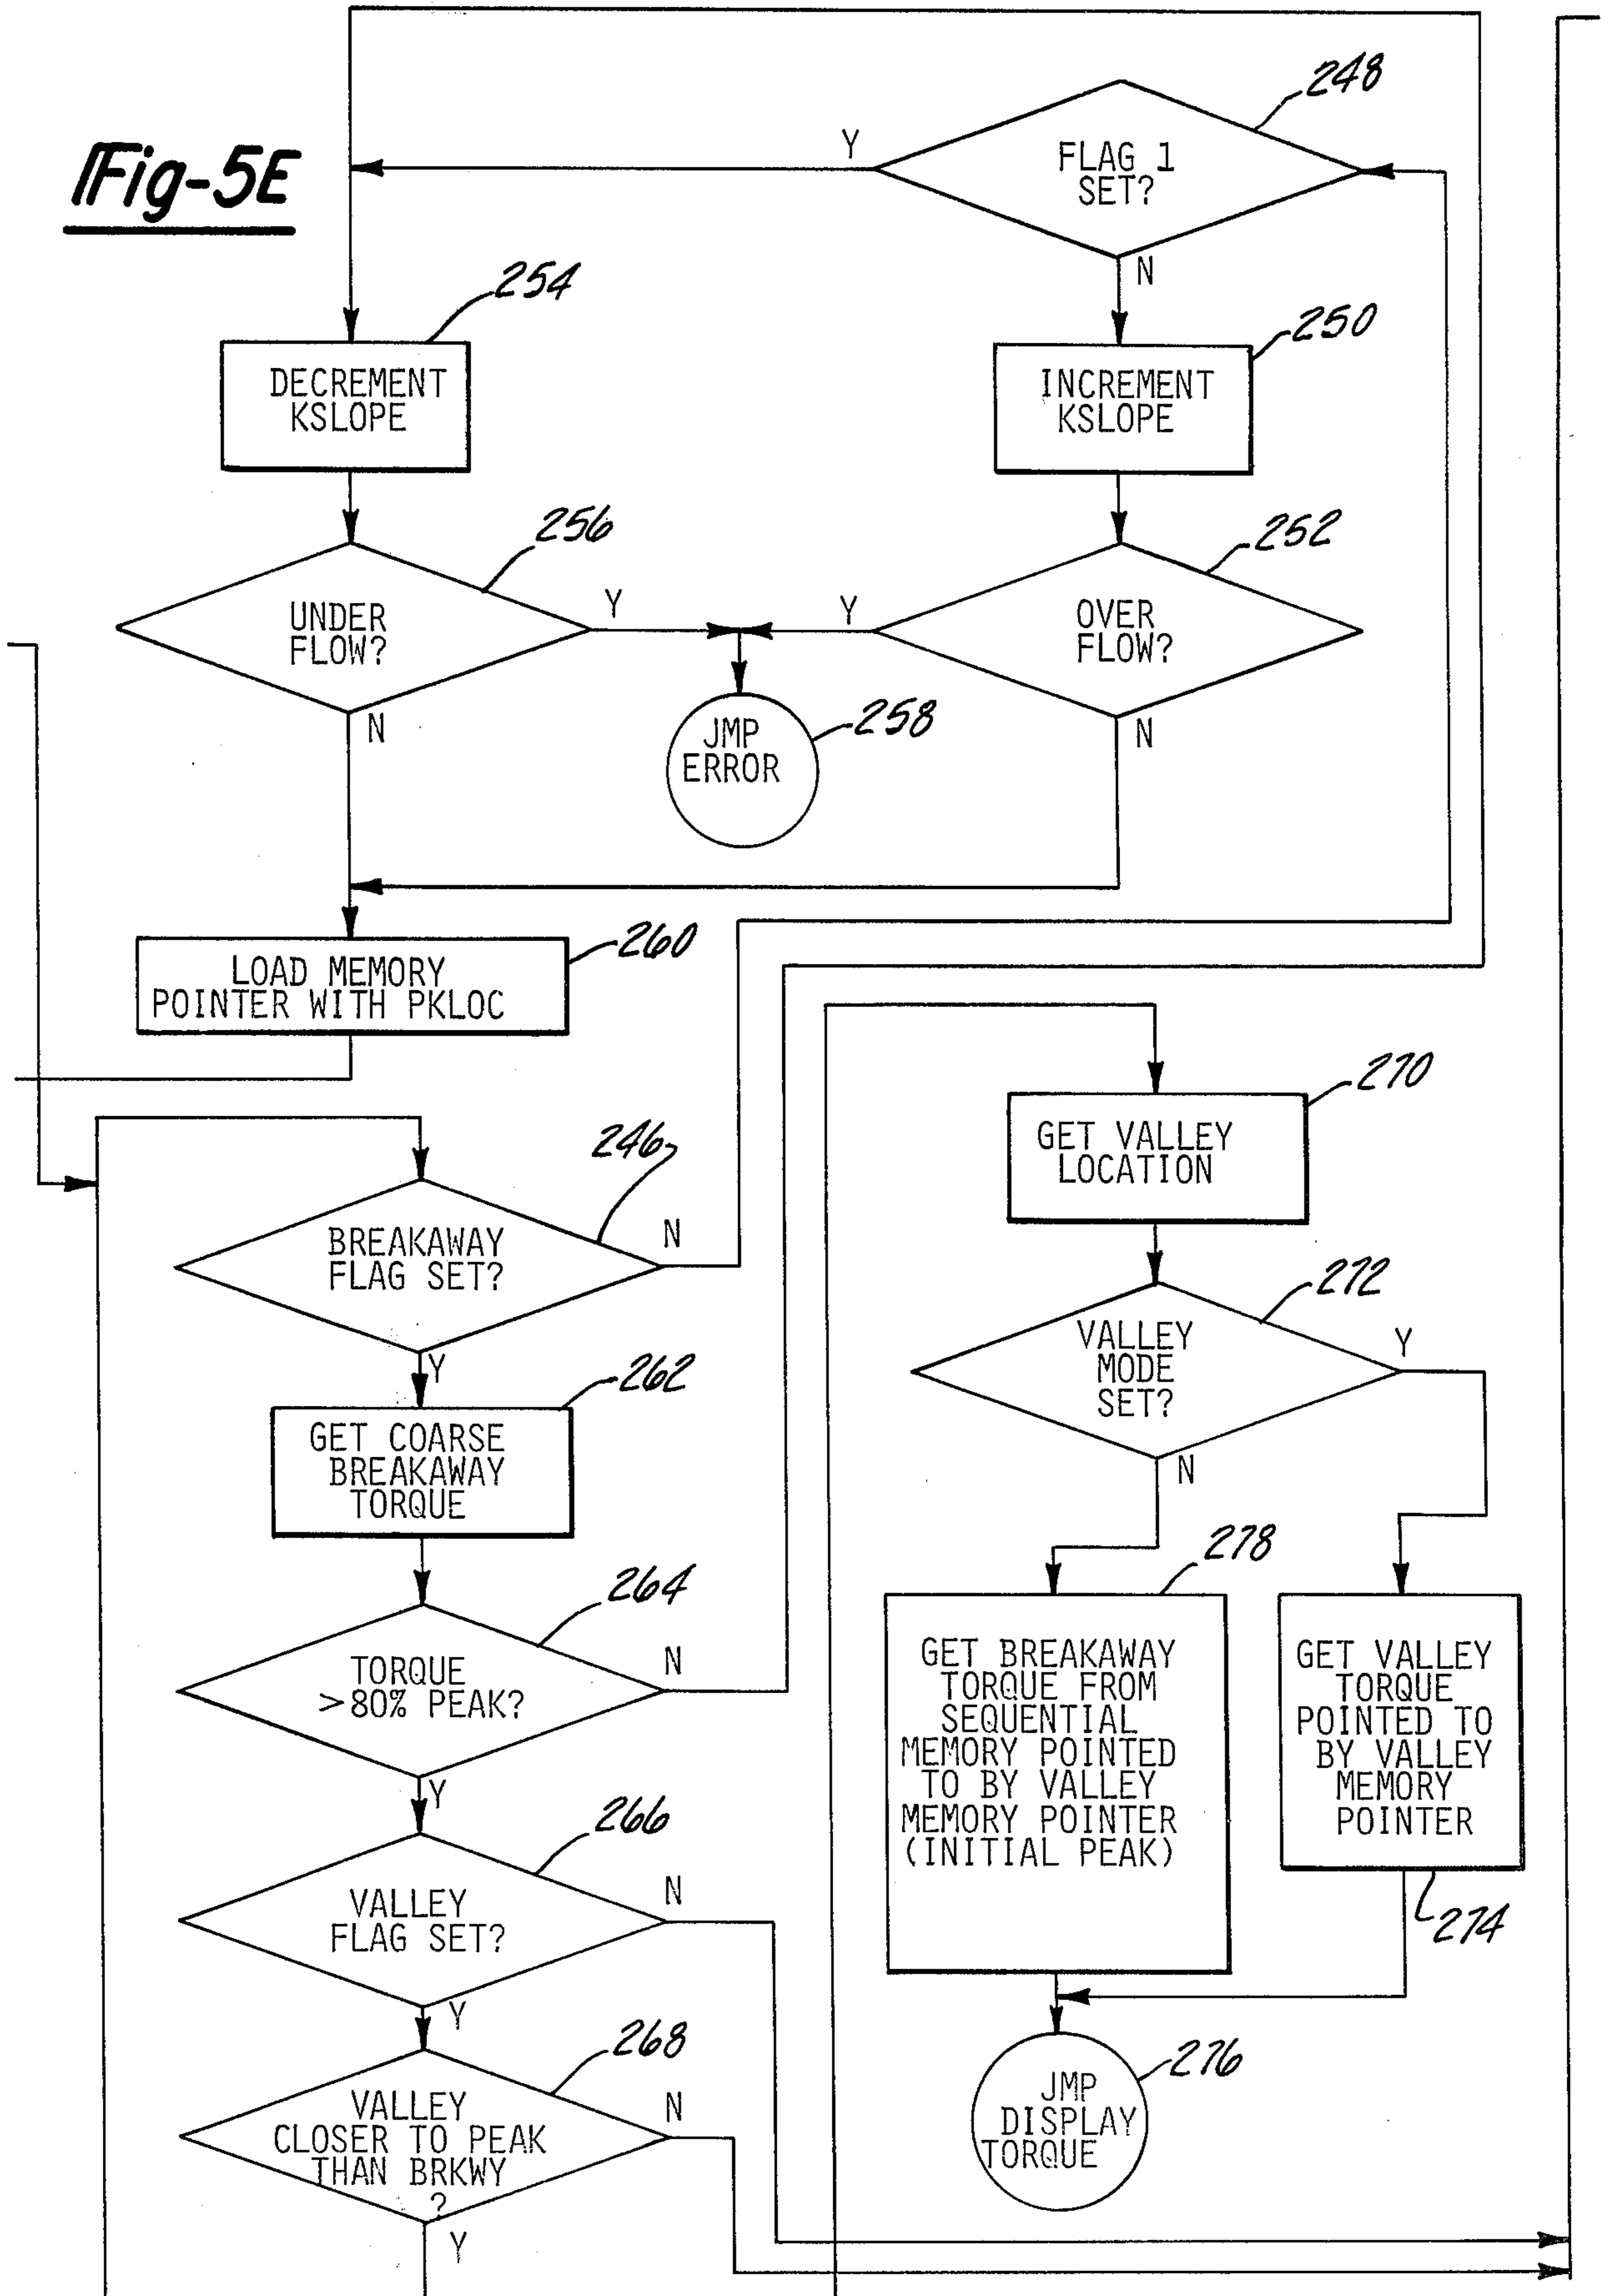 Fig-5E
248
FLAG 1
SET?
Y
N
254
DECREMENT
KSLOPE
250
INCREMENT
KSLOPE
256
UNDER
FLOW?
Y
N
252
OVER
FLOW?
Y
N
JMP
ERROR
258
260
LOAD MEMORY
POINTER WITH PKLOC
246
BREAKAWAY
FLAG SET?
N
Y
262
GET COARSE
BREAKAWAY
TORQUE
264
TORQUE
>80% PEAK?
N
Y
266
VALLEY
FLAG SET?
N
Y
268
VALLEY
CLOSER TO PEAK
THAN BRKWY
?
N
Y
270
GET VALLEY
LOCATION
272
VALLEY
MODE
SET?
Y
N
278
GET BREAKAWAY
TORQUE FROM
SEQUENTIAL
MEMORY POINTED
TO BY VALLEY
MEMORY POINTER
(INITIAL PEAK)
GET VALLEY
TORQUE
POINTED TO
BY VALLEY
MEMORY
POINTER
274
276
JMP
DISPLAY
TORQUE